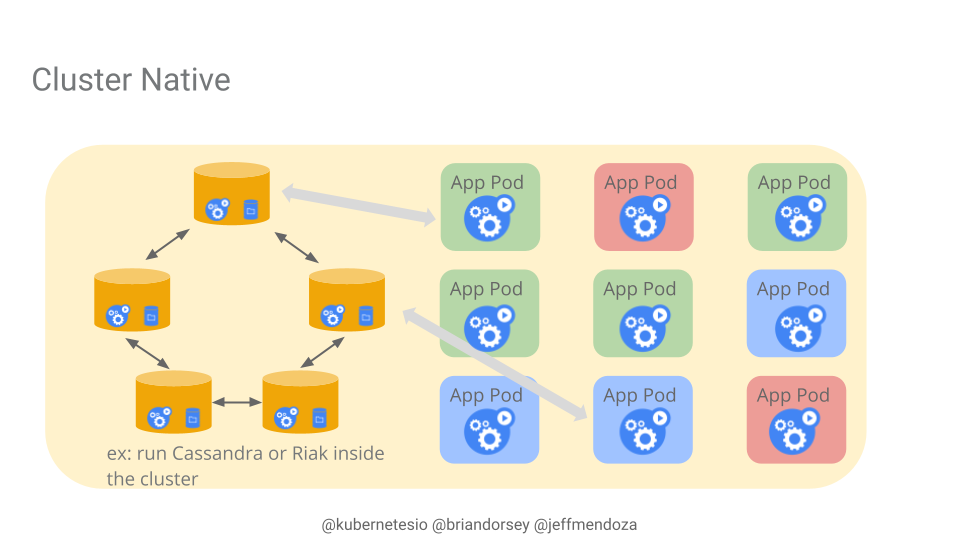 Cluster Native
App Pod
App Pod
App Pod
App Pod
App Pod
App Pod
App Pod
App Pod
App Pod
ex: run Cassandra or Riak inside
the cluster
@kubernetesio @briandorsey @jeffmendoza